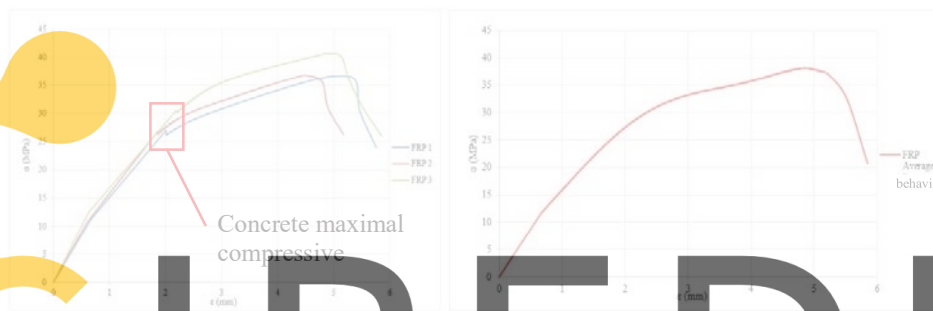 45
40
35
30
25
20
15
10
5
0
0 1 2 3 4 5 6
ε (mm)
σ (MPa)
FRP 1
FRP 2
FRP 3
Concrete maximal
compressive
45
40
35
30
25
20
15
10
5
0
0 1 2 3 4 5 6
ε (mm)
σ (MPa)
FRP
Average
behavi